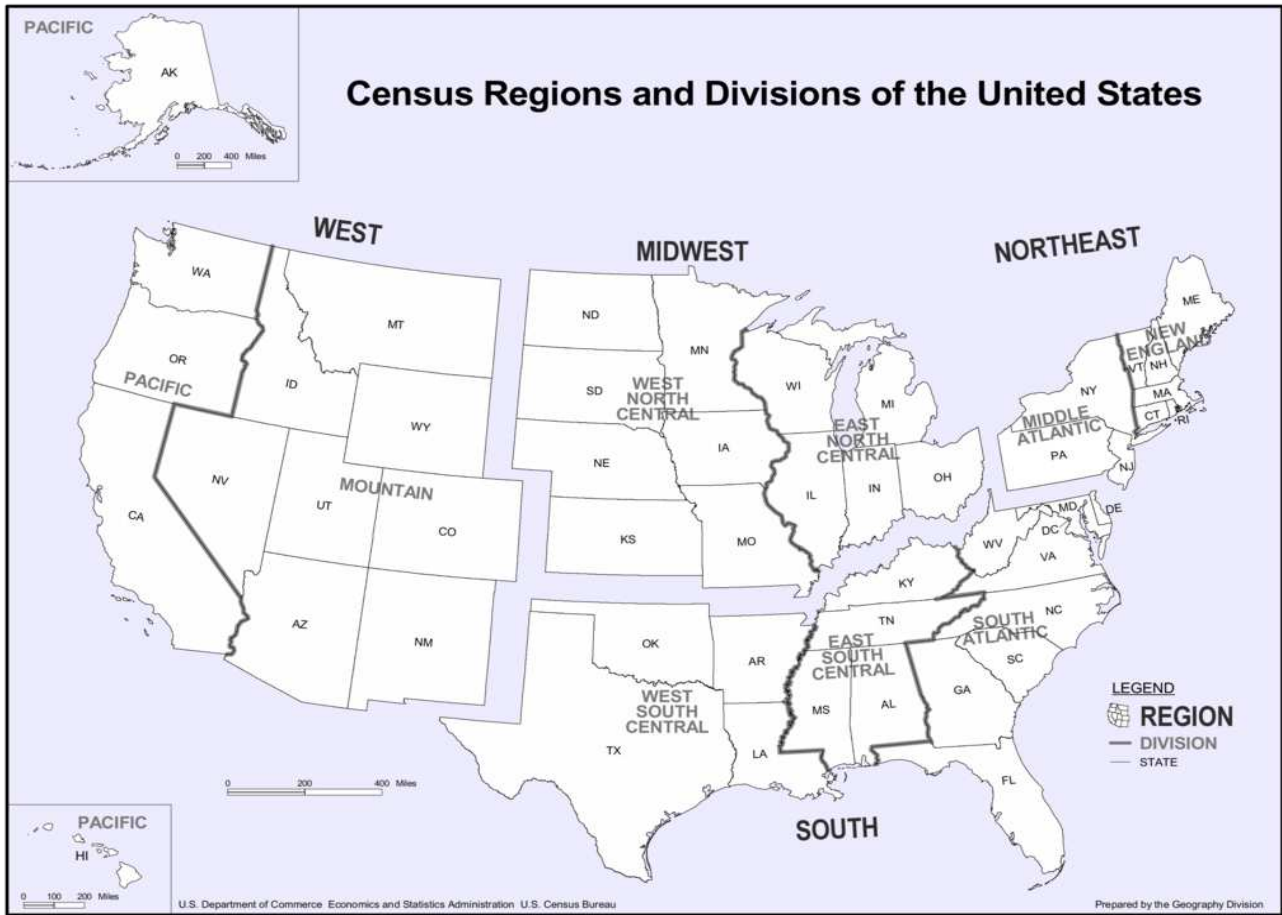 PACIFIC
AK
0 200 400 Miles
Census Regions and Divisions of the United States
WEST
MIDWEST
NORTHEAST
WA
MT
OR
ID
PACIFIC
WY
NV
UT
MOUNTAIN
CO
CA
AZ
NM
ND
MN
SD
WEST
NORTH
CENTRAL
NE
IA
KS
MO
WI
MI
EAST
NORTH
CENTRAL
IL
IN
OH
ME
NEW
ENGLAND
VT
NH
NY
MA
CT
RI
MIDDLE
ATLANTIC
PA
NJ
MD
DE
DC
WV
VA
KY
NC
TN
SOUTH
ATLANTIC
SC
EAST
SOUTH
CENTRAL
MS
AL
GA
FL
OK
AR
WEST
SOUTH
CENTRAL
TX
LA
SOUTH
0 200 400 Miles
LEGEND
REGION
DIVISION
STATE
PACIFIC
HI
0 100 200 Miles
U.S. Department of Commerce Economics and Statistics Administration U.S. Census Bureau
Prepared by the Geography Division